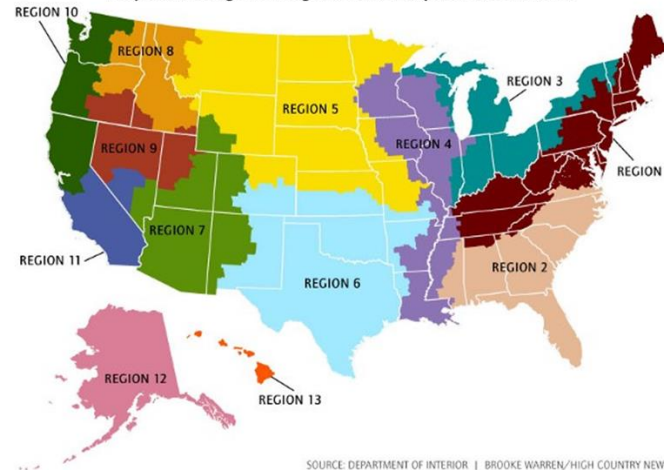 REGION 10
REGION 8
REGION 3
REGION 5
REGION 4
REGION 9
REGION
REGION 7
REGION 11
REGION 2
REGION 6
REGION 12
REGION 13
SOURCE: DEPARTMENT OF INTERIOR | BROOKE WARREN/HIGH COUNTRY NEW